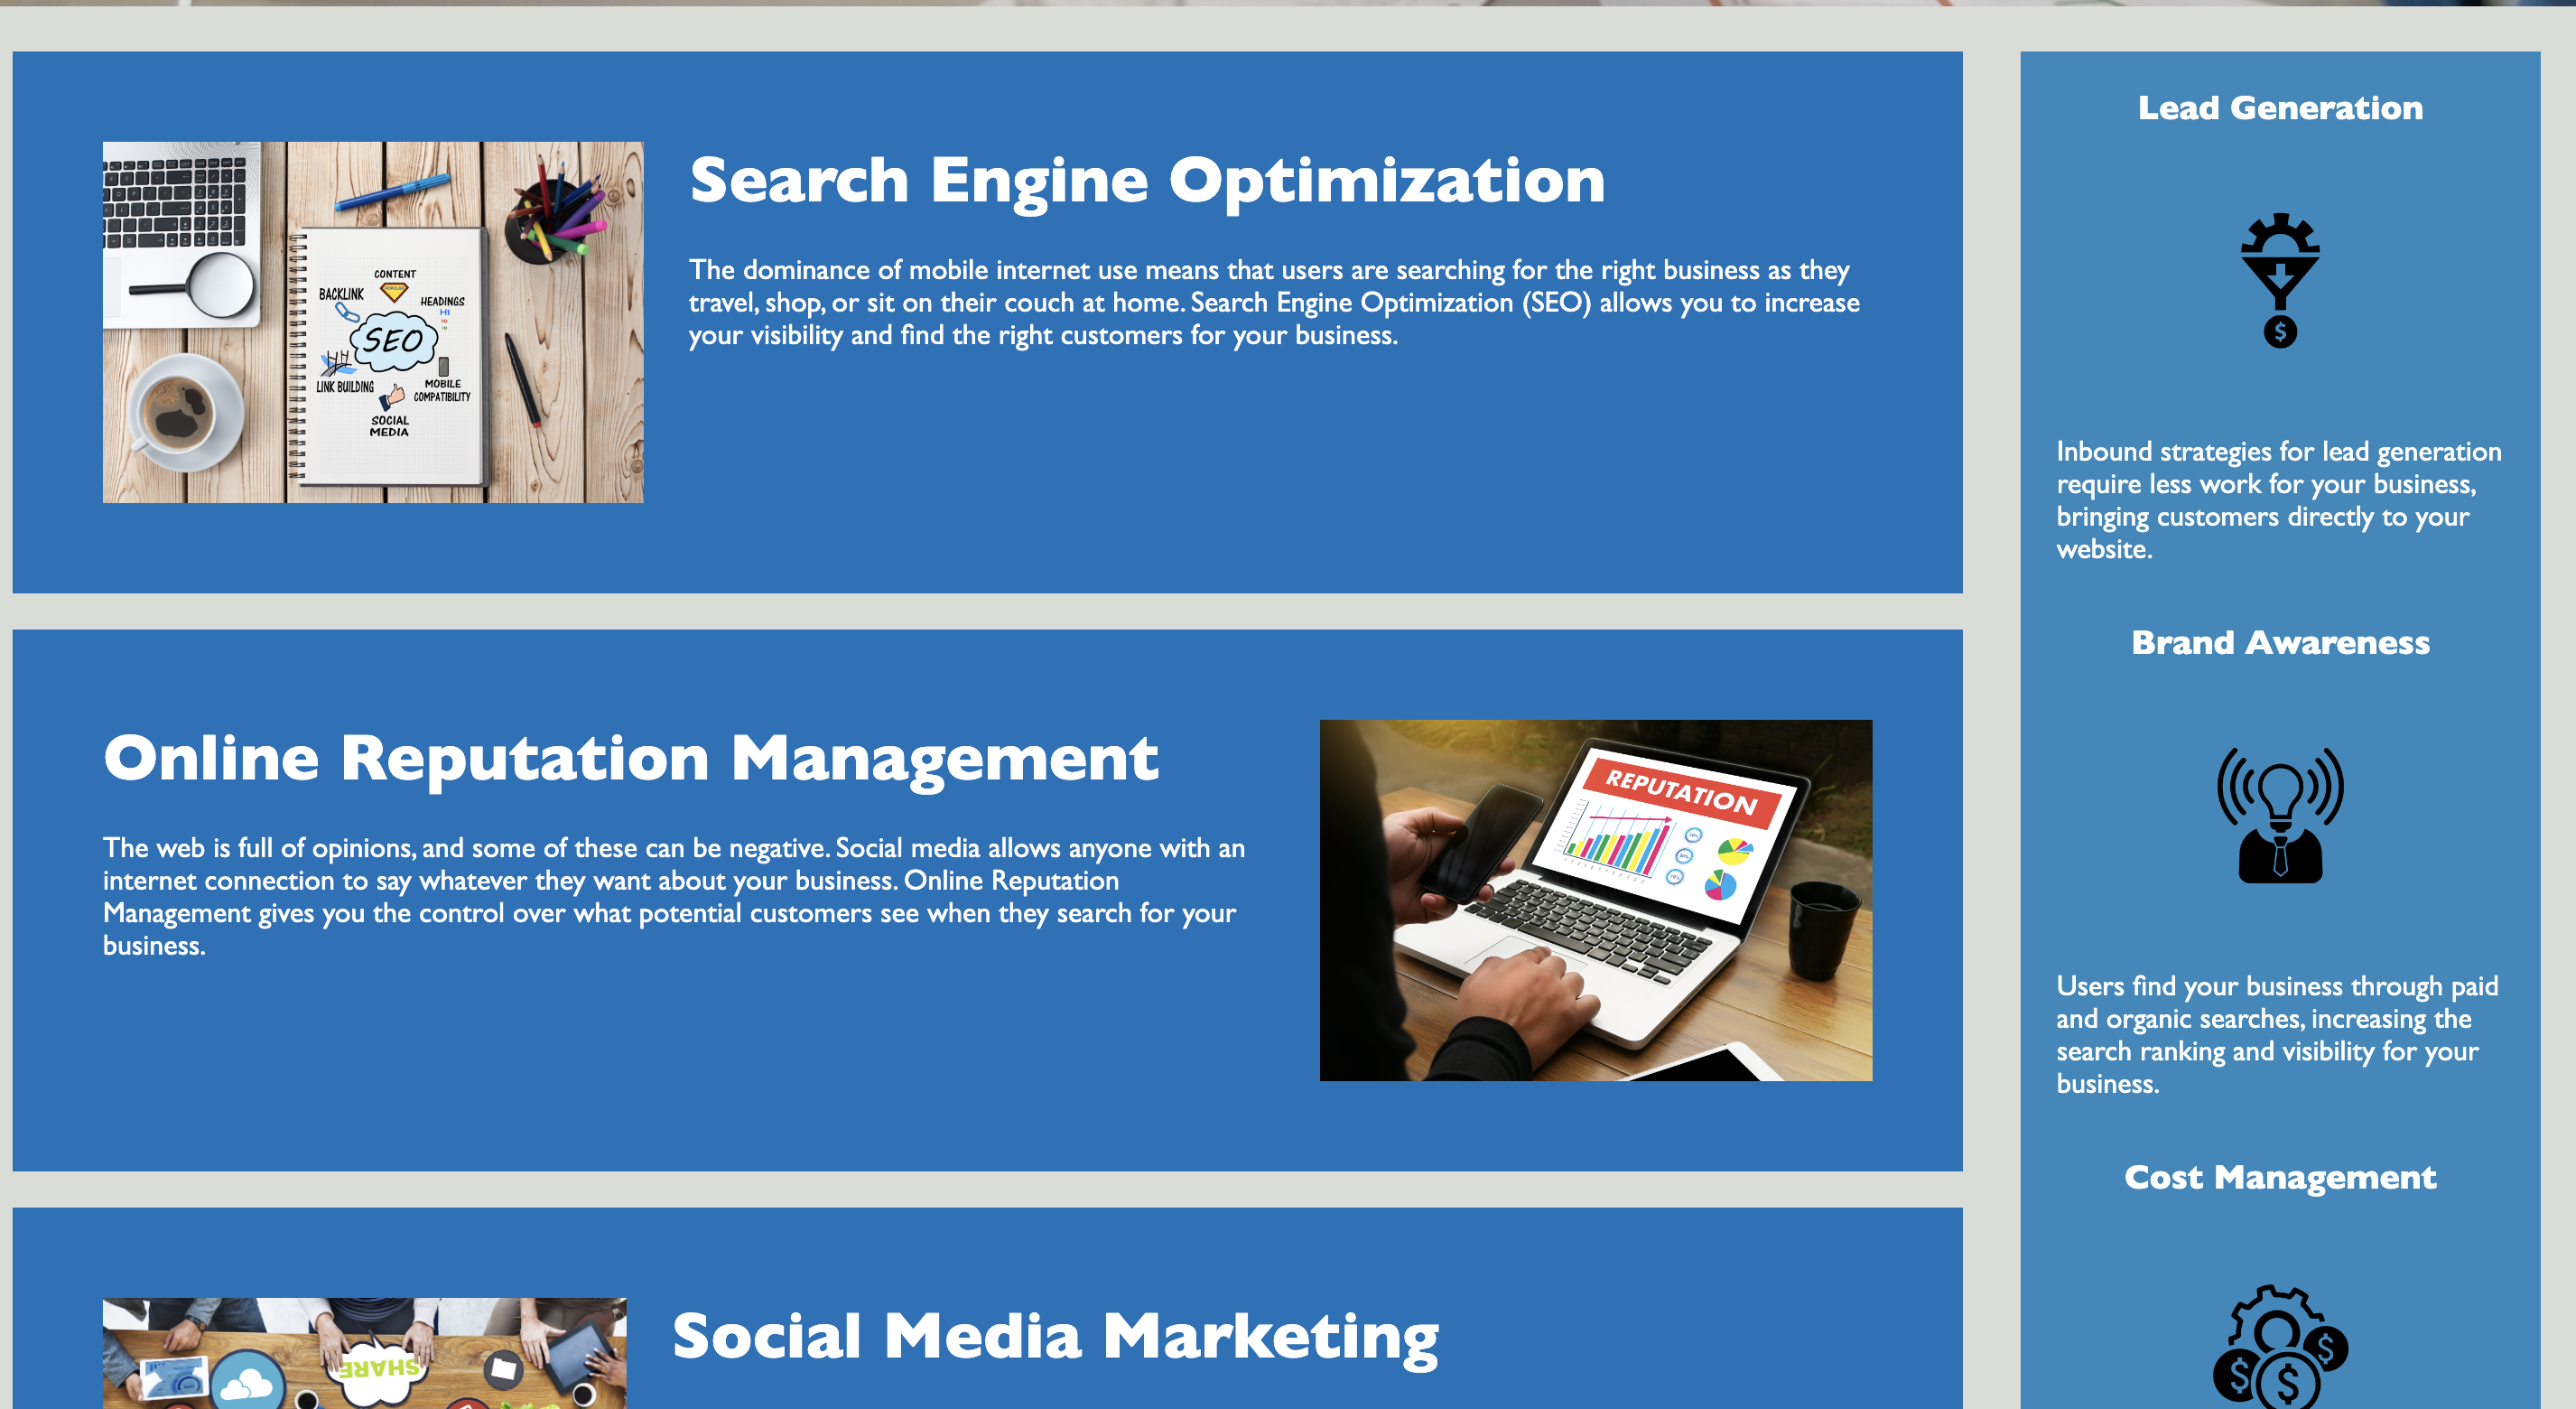 Search Engine Optimization
The dominance of mobile internet use means that users are searching for the right business as they
travel, shop, or sit on their couch at home. Search Engine Optimization (SEO) allows you to increase
your visibility and find the right customers for your business.
CONTENT
BACKLINK
HEADINGS
H1
H1
H1
SEO
LINK BUILDING
MOBILE
COMPATIBILITY
SOCIAL
MEDIA
Online Reputation Management
The web is full of opinions, and some of these can be negative. Social media allows anyone with an
internet connection to say whatever they want about your business. Online Reputation
Management gives you the control over what potential customers see when they search for your
business.
REPUTATION
Social Media Marketing
SHARE
Lead Generation
$
Inbound strategies for lead generation
require less work for your business,
bringing customers directly to your
website.
Brand Awareness
Users find your business through paid
and organic searches, increasing the
search ranking and visibility for your
business.
Cost Management
$
$
$